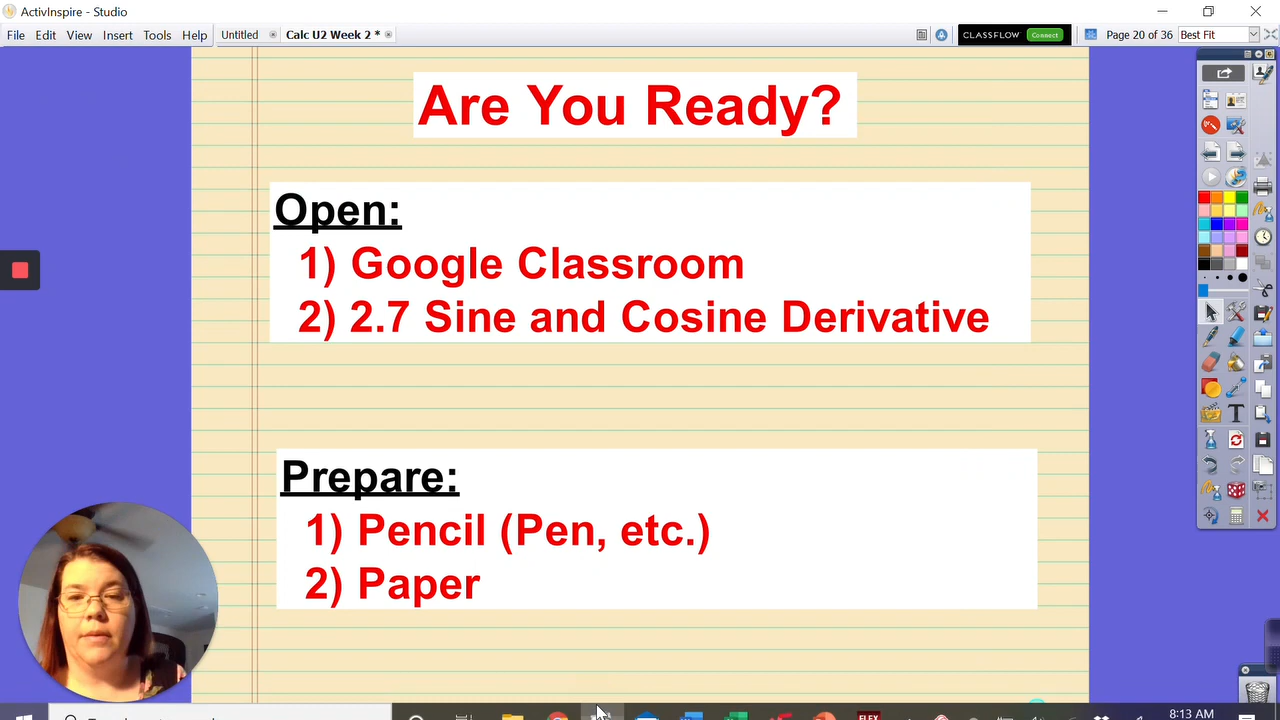 ActivInspire - Studio
File Edit View Insert Tools Help Untitled Calc U2 Week 2 * CLASSFLOW Connect Page 20 of 36 Best Fit
Are You Ready?
Open:
1) Google Classroom
2) 2.7 Sine and Cosine Derivative
Prepare:
1) Pencil (Pen, etc.)
2) Paper
FLEX
8:13 AM